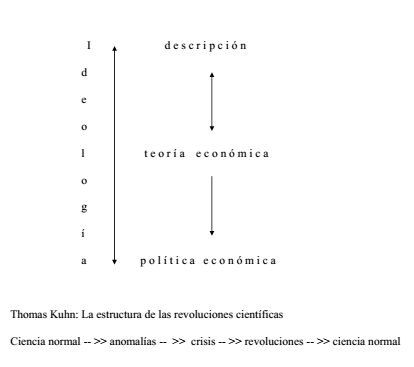 Ideología
descripción
teoría económica
política económica
Thomas Kuhn: La estructura de las revoluciones científicas
Ciencia normal -- >> anomalías -- >> crisis -- >> revoluciones -- >> ciencia normal